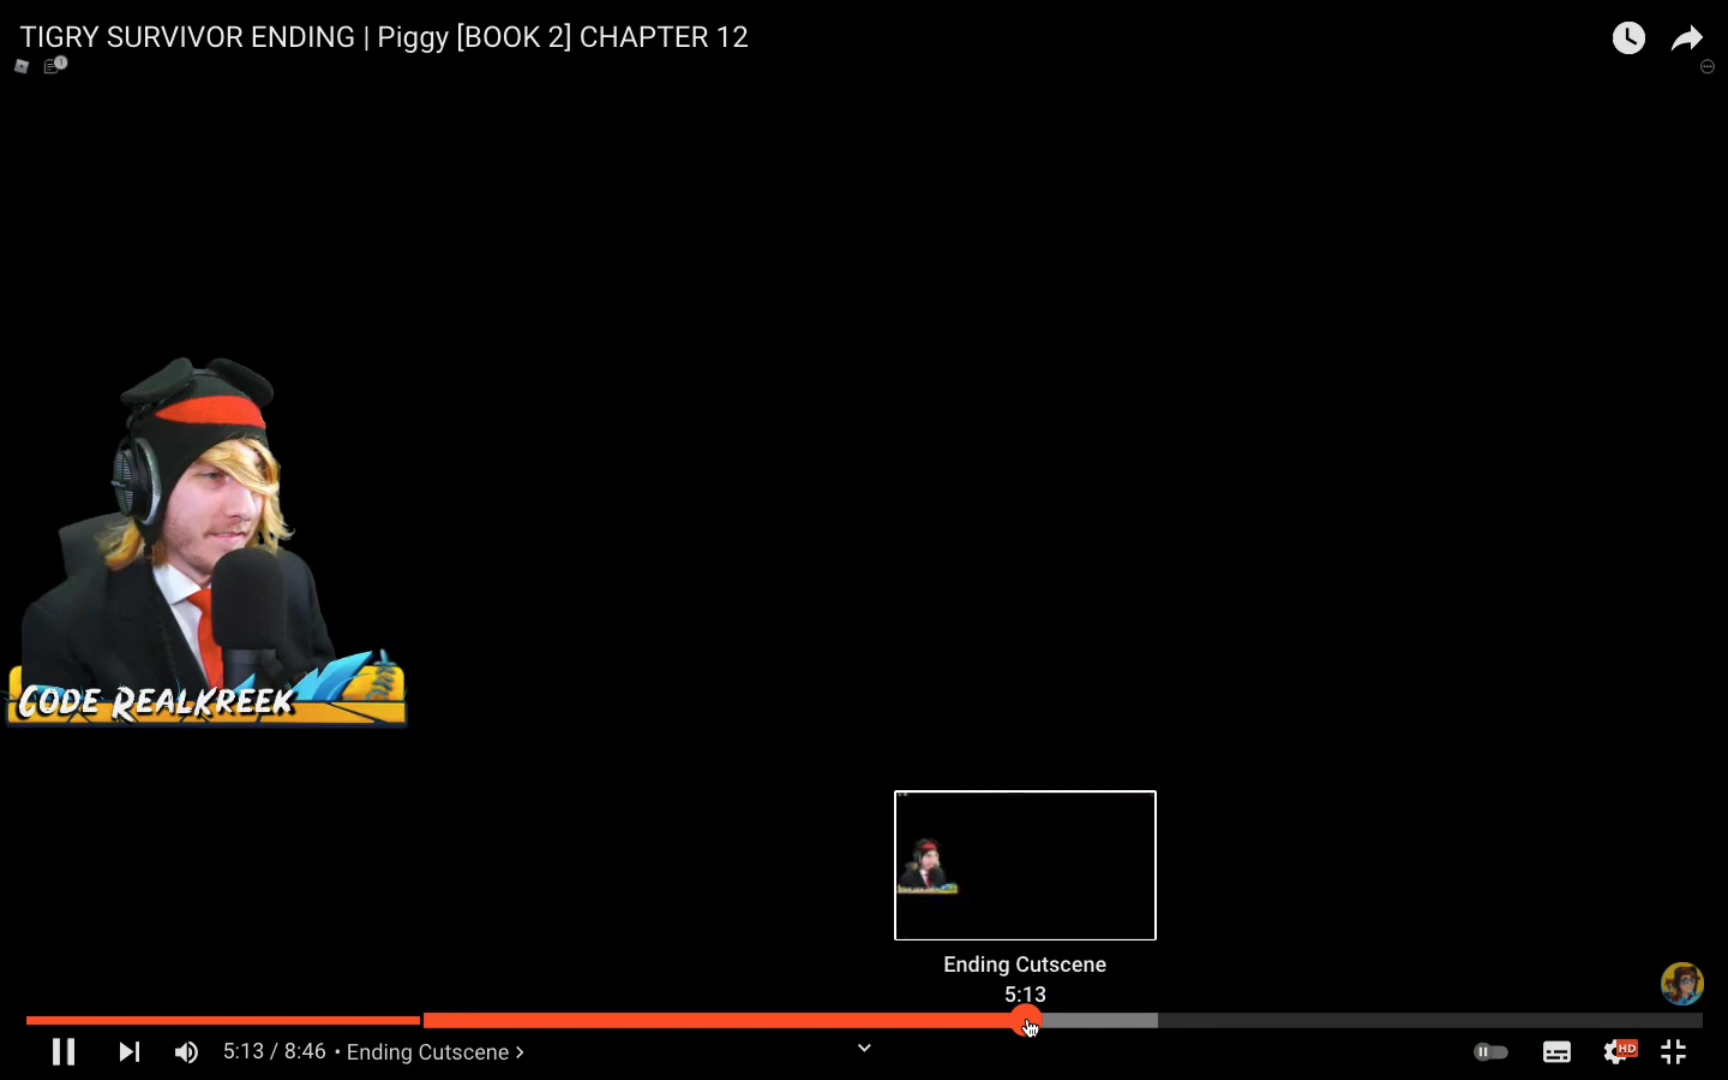 TIGRY SURVIVOR ENDING | Piggy [BOOK 2] CHAPTER 12
1
CODE REALKREEK
Ending Cutscene
5:13
5:13 / 8:46 • Ending Cutscene >
HD